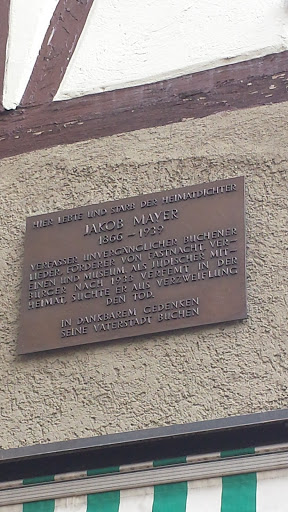 HIER LEBTE UND STARB DER HEIMATDICHTER
JAKOB MAYER
1866 – 1939
VERFASSER UNVERGÄNGLICHER BUCHENER
LIEDER, FÖRDERER VON FASTNACHT, VER-
EINEN UND MUSEUM. ALS JÜDISCHER MIT-
BÜRGER NACH 1933 VERFEMT IN DER
HEIMAT, SUCHTE ER AUS VERZWEIFLUNG
DEN TOD.
IN DANKBAREM GEDENKEN
SEINE VATERSTADT BUCHEN